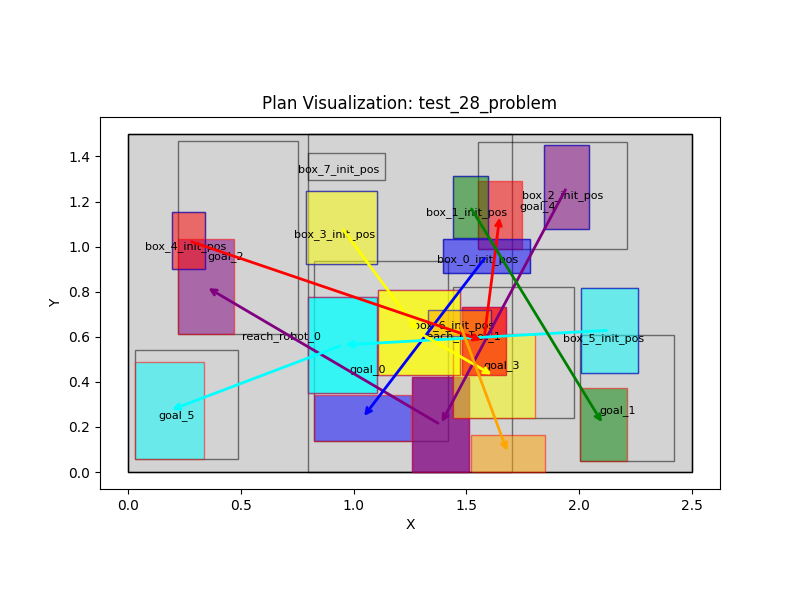 Plan Visualization: test_28_problem
Y
1.4
1.2
1.0
0.8
0.6
0.4
0.2
0.0
box_7_init_pos
box_2_init_pos
goal_4
box_1_init_pos
box_3_init_pos
box_4_init_pos
goal_2
box_0_init_pos
box_6_init_pos
reach_robot_0
reach_robot_1
box_5_init_pos
goal_0
goal_3
goal_5
goal_1
0.0
0.5
1.0
1.5
2.0
2.5
X